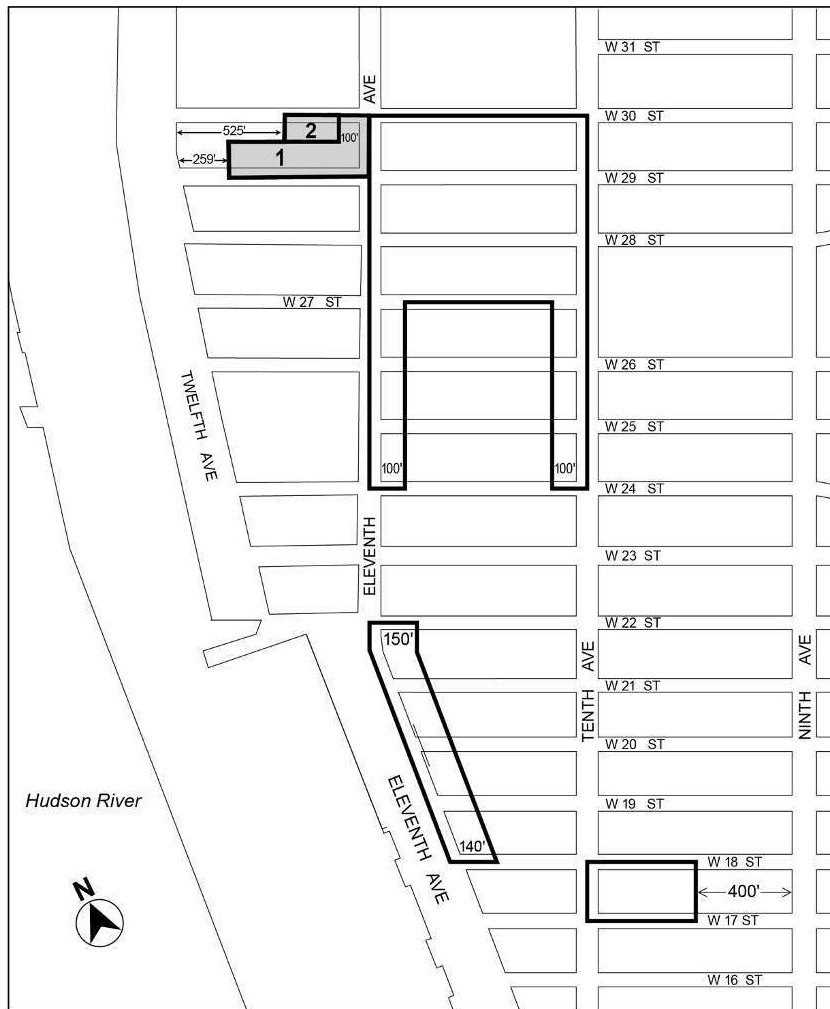 W 31 ST
AVE
W 30 ST
525'
2
100'
259'
1
W 29 ST
W 28 ST
W 27 ST
W 26 ST
TWELFTH AVE
W 25 ST
100'
100'
W 24 ST
ELEVENTH
W 23 ST
W 22 ST
150'
TENTH AVE
NINTH AVE
W 21 ST
W 20 ST
Hudson River
ELEVENTH AVE
W 19 ST
140'
W 18 ST
N
400'
W 17 ST
W 16 ST